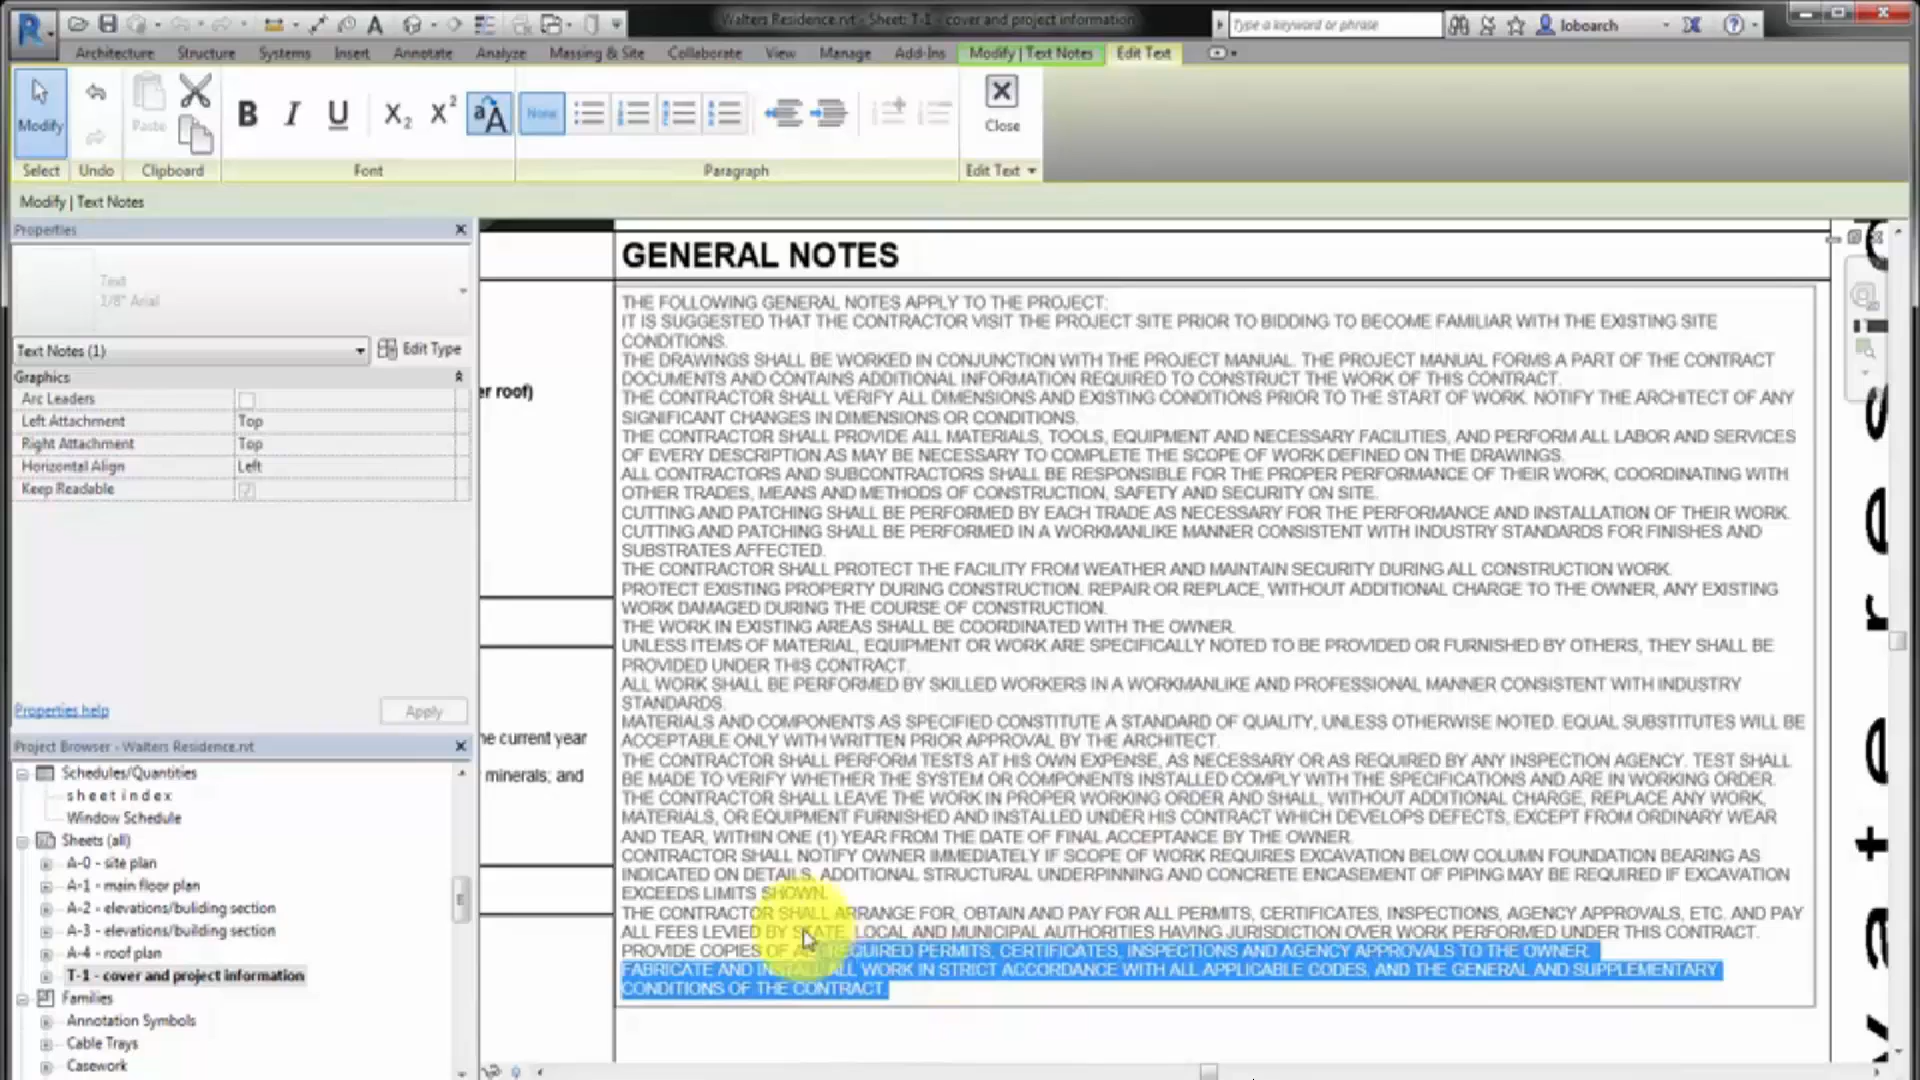 Walters Residence.rvt - Sheet: T-1 - cover and project information
Type a keyword or phrase
loboarch
Architecture Structure Systems Insert Annotate Analyze Massing & Site Collaborate View Manage Add-Ins Modify | Text Notes Edit Text
Modify
Paste
B I U X2 X2 aA
None
Close
Select Undo Clipboard Font Paragraph Edit Text
Modify | Text Notes
Properties
Text
1/8" Arial
Text Notes (1)
Edit Type
Graphics
Arc Leaders
Left Attachment Top
Right Attachment Top
Horizontal Align Left
Keep Readable
Properties help
Apply
Project Browser - Walters Residence.rvt
Schedules/Quantities
sheet index
Window Schedule
Sheets (all)
A-0 - site plan
A-1 - main floor plan
A-2 - elevations/buliding section
A-3 - elevations/buliding section
A-4 - roof plan
T-1 - cover and project information
Families
Annotation Symbols
Cable Trays
Casework
er roof)
he current year
minerals; and
GENERAL NOTES
THE FOLLOWING GENERAL NOTES APPLY TO THE PROJECT:
IT IS SUGGESTED THAT THE CONTRACTOR VISIT THE PROJECT SITE PRIOR TO BIDDING TO BECOME FAMILIAR WITH THE EXISTING SITE
CONDITIONS.
THE DRAWINGS SHALL BE WORKED IN CONJUNCTION WITH THE PROJECT MANUAL. THE PROJECT MANUAL FORMS A PART OF THE CONTRACT
DOCUMENTS AND CONTAINS ADDITIONAL INFORMATION REQUIRED TO CONSTRUCT THE WORK OF THIS CONTRACT.
THE CONTRACTOR SHALL VERIFY ALL DIMENSIONS AND EXISTING CONDITIONS PRIOR TO THE START OF WORK. NOTIFY THE ARCHITECT OF ANY
SIGNIFICANT CHANGES IN DIMENSIONS OR CONDITIONS.
THE CONTRACTOR SHALL PROVIDE ALL MATERIALS, TOOLS, EQUIPMENT AND NECESSARY FACILITIES, AND PERFORM ALL LABOR AND SERVICES
OF EVERY DESCRIPTION AS MAY BE NECESSARY TO COMPLETE THE SCOPE OF WORK DEFINED ON THE DRAWINGS.
ALL CONTRACTORS AND SUBCONTRACTORS SHALL BE RESPONSIBLE FOR THE PROPER PERFORMANCE OF THEIR WORK, COORDINATING WITH
OTHER TRADES, MEANS AND METHODS OF CONSTRUCTION, SAFETY AND SECURITY ON SITE.
CUTTING AND PATCHING SHALL BE PERFORMED BY EACH TRADE AS NECESSARY FOR THE PERFORMANCE AND INSTALLATION OF THEIR WORK.
CUTTING AND PATCHING SHALL BE PERFORMED IN A WORKMANLIKE MANNER CONSISTENT WITH INDUSTRY STANDARDS FOR FINISHES AND
SUBSTRATES AFFECTED.
THE CONTRACTOR SHALL PROTECT THE FACILITY FROM WEATHER AND MAINTAIN SECURITY DURING ALL CONSTRUCTION WORK.
PROTECT EXISTING PROPERTY DURING CONSTRUCTION. REPAIR OR REPLACE, WITHOUT ADDITIONAL CHARGE TO THE OWNER, ANY EXISTING
WORK DAMAGED DURING THE COURSE OF CONSTRUCTION.
THE WORK IN EXISTING AREAS SHALL BE COORDINATED WITH THE OWNER.
UNLESS ITEMS OF MATERIAL, EQUIPMENT OR WORK ARE SPECIFICALLY NOTED TO BE PROVIDED OR FURNISHED BY OTHERS, THEY SHALL BE
PROVIDED UNDER THIS CONTRACT.
ALL WORK SHALL BE PERFORMED BY SKILLED WORKERS IN A WORKMANLIKE AND PROFESSIONAL MANNER CONSISTENT WITH INDUSTRY
STANDARDS.
MATERIALS AND COMPONENTS AS SPECIFIED CONSTITUTE A STANDARD OF QUALITY, UNLESS OTHERWISE NOTED. EQUAL SUBSTITUTES WILL BE
ACCEPTABLE ONLY WITH WRITTEN PRIOR APPROVAL BY THE ARCHITECT.
THE CONTRACTOR SHALL PERFORM TESTS AT HIS OWN EXPENSE, AS NECESSARY OR AS REQUIRED BY ANY INSPECTION AGENCY. TEST SHALL
BE MADE TO VERIFY WHETHER THE SYSTEM OR COMPONENTS INSTALLED COMPLY WITH THE SPECIFICATIONS AND ARE IN WORKING ORDER.
THE CONTRACTOR SHALL LEAVE THE WORK IN PROPER WORKING ORDER AND SHALL, WITHOUT ADDITIONAL CHARGE, REPLACE ANY WORK,
MATERIALS, OR EQUIPMENT FURNISHED AND INSTALLED UNDER HIS CONTRACT WHICH DEVELOPS DEFECTS, EXCEPT FROM ORDINARY WEAR
AND TEAR, WITHIN ONE (1) YEAR FROM THE DATE OF FINAL ACCEPTANCE BY THE OWNER.
CONTRACTOR SHALL NOTIFY OWNER IMMEDIATELY IF SCOPE OF WORK REQUIRES EXCAVATION BELOW COLUMN FOUNDATION BEARING AS
INDICATED ON DETAILS, ADDITIONAL STRUCTURAL UNDERPINNING AND CONCRETE ENCASEMENT OF PIPING MAY BE REQUIRED IF EXCAVATION
EXCEEDS LIMITS SHOWN.
THE CONTRACTOR SHALL ARRANGE FOR, OBTAIN AND PAY FOR ALL PERMITS, CERTIFICATES, INSPECTIONS, AGENCY APPROVALS, ETC. AND PAY
ALL FEES LEVIED BY SKATE, LOCAL AND MUNICIPAL AUTHORITIES HAVING JURISDICTION OVER WORK PERFORMED UNDER THIS CONTRACT.
PROVIDE COPIES OF REQUIRED PERMITS, CERTIFICATES, INSPECTIONS AND AGENCY APPROVALS TO THE OWNER.
FABRICATE AND INSTALL ALL WORK IN STRICT ACCORDANCE WITH ALL APPLICABLE CODES, AND THE GENERAL AND SUPPLEMENTARY
CONDITIONS OF THE CONTRACT.